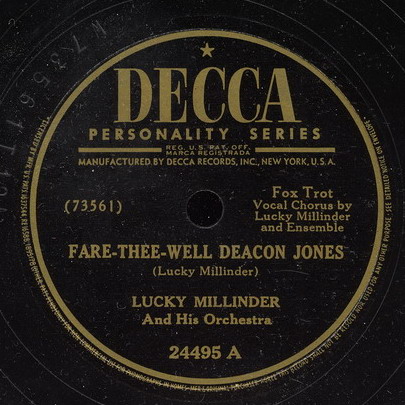 DECCA
PERSONALITY SERIES
REG. U.S. PAT. OFF.
MARCA REGISTRADA
MANUFACTURED BY DECCA RECORDS, INC., NEW YORK, U.S.A.
(73561)
Fox Trot
Vocal Chorus by
Lucky Millinder
and Ensemble
FARE-THEE-WELL DEACON JONES
(Lucky Millinder)
LUCKY MILLINDER
And His Orchestra
24495 A